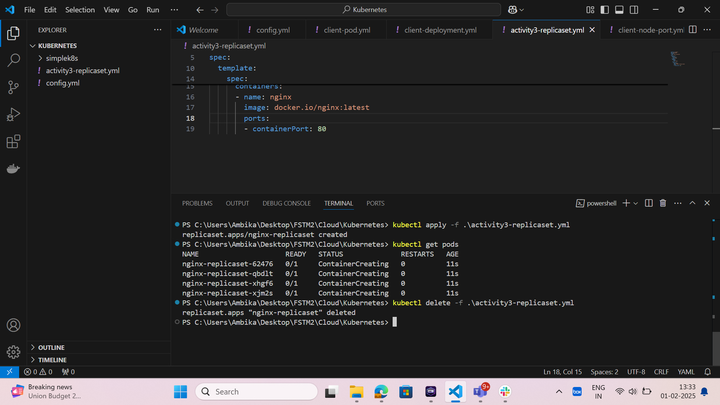 File Edit Selection View Go Run ···
Kubernetes
EXPLORER ···
KUBERNETES
simplek8s
activity3-replicaset.yml
config.yml
OUTLINE
TIMELINE
Welcome
config.yml
client-pod.yml
client-deployment.yml
activity3-replicaset.yml
client-node-port.yml
activity3-replicaset.yml
5 spec:
10 template:
14 spec:
15 containers:
16 - name: nginx
17 image: docker.io/nginx:latest
18 ports:
19 - containerPort: 80
PROBLEMS OUTPUT DEBUG CONSOLE TERMINAL PORTS
powershell
PS C:\Users\Ambika\Desktop\FSTM2\Cloud\Kubernetes> kubectl apply -f .\activity3-replicaset.yml
replicaset.apps/nginx-replicaset created
PS C:\Users\Ambika\Desktop\FSTM2\Cloud\Kubernetes> kubectl get pods
NAME READY STATUS RESTARTS AGE
nginx-replicaset-62476 0/1 ContainerCreating 0 11s
nginx-replicaset-qbdlt 0/1 ContainerCreating 0 11s
nginx-replicaset-xhgf6 0/1 ContainerCreating 0 11s
nginx-replicaset-xjm2s 0/1 ContainerCreating 0 11s
PS C:\Users\Ambika\Desktop\FSTM2\Cloud\Kubernetes> kubectl delete -f .\activity3-replicaset.yml
replicaset.apps "nginx-replicaset" deleted
PS C:\Users\Ambika\Desktop\FSTM2\Cloud\Kubernetes>
0 0 0 Ln 18, Col 15 Spaces: 2 UTF-8 CRLF YAML
Breaking news
Union Budget 2...
Search
9+
ENG
IN
13:33
01-02-2025